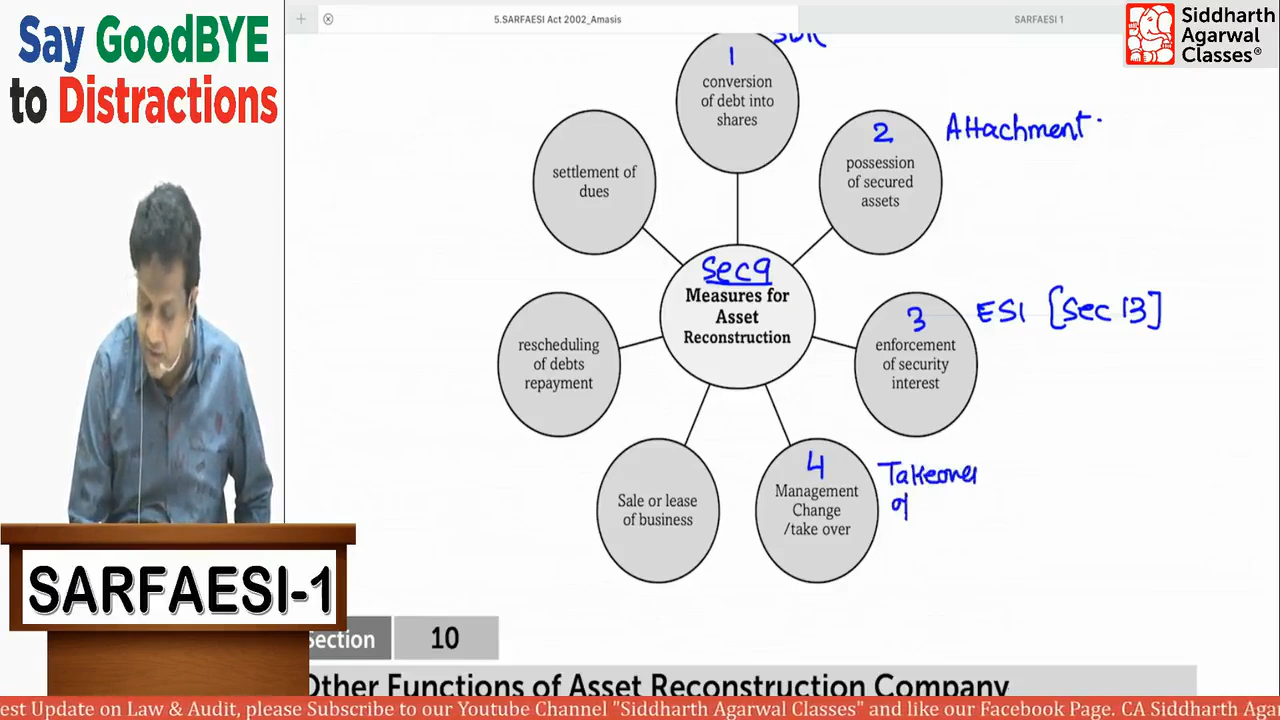 Say GoodBYE
to Distractions
5.SARFAESI Act 2002_Amasis
SARFAESI 1
Siddharth
Agarwal
Classes®
1
conversion
of debt into
shares
2
possession
of secured
assets
Attachment.
settlement of
dues
Sec 9
Measures for
Asset
Reconstruction
3
enforcement
of security
interest
ESI [Sec 13]
rescheduling
of debts
repayment
4
Management
Change
/take over
Takeover
of
Sale or lease
of business
SARFAESI-1
Section 10
Other Functions of Asset Reconstruction Company
est Update on Law & Audit, please Subscribe to our Youtube Channel "Siddharth Agarwal Classes" and like our Facebook Page. CA Siddharth Aga